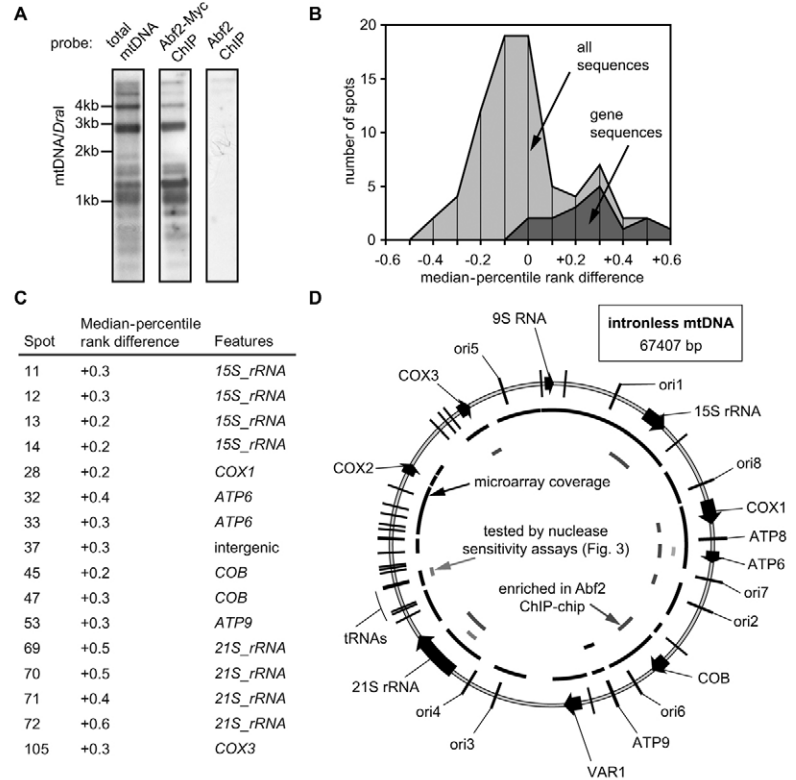 A
probe:
total
mtDNA
Abf2-Myc
ChIP
Abf2
ChIP
mtDNA/DraI
4kb
3kb
2kb
1kb
B
number of spots
20
15
10
5
0
all
sequences
gene
sequences
-0.6 -0.4 -0.2 0 +0.2 +0.4 +0.6
median-percentile rank difference
C
Spot Median-percentile rank difference Features
11 +0.3 15S_rRNA
12 +0.3 15S_rRNA
13 +0.2 15S_rRNA
14 +0.2 15S_rRNA
28 +0.2 COX1
32 +0.4 ATP6
33 +0.3 ATP6
37 +0.3 intergenic
45 +0.2 COB
47 +0.3 COB
53 +0.3 ATP9
69 +0.5 21S_rRNA
70 +0.5 21S_rRNA
71 +0.4 21S_rRNA
72 +0.6 21S_rRNA
105 +0.3 COX3
D
intronless mtDNA
67407 bp
9S RNA
ori1
15S rRNA
ori8
COX1
ATP8
ATP6
ori7
ori2
COB
ori6
ATP9
VAR1
ori3
ori4
21S rRNA
tRNAs
COX2
COX3
ori5
microarray coverage
tested by nuclease
sensitivity assays (Fig. 3)
enriched in Abf2
ChIP-chip